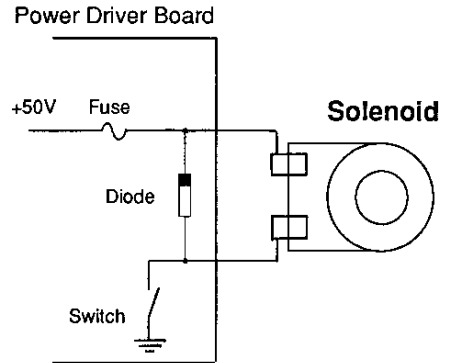 Power Driver Board
+50V Fuse
Solenoid
Diode
Switch